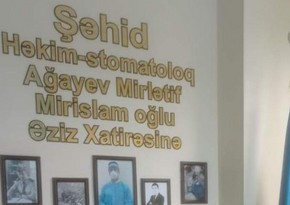 Şəhid
Həkim-stomatoloq
Ağayev Mirlətif
Mirislam oğlu
Əziz Xatirəsinə